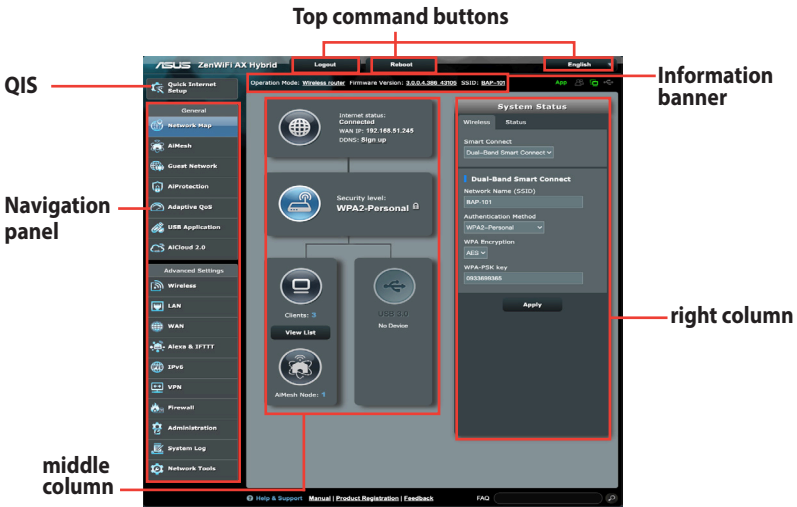 Top command buttons
QIS
Information
banner
Navigation
panel
right column
middle
column
ASUS ZenWiFi AX Hybrid
Logout
Reboot
English
Quick Internet
Setup
Operation Mode: Wireless router Firmware Version: 3.0.0.4.386_43105 SSID: BAP-101
App
General
Network Map
AiMesh
Guest Network
AiProtection
Adaptive QoS
USB Application
AiCloud 2.0
Advanced Settings
Wireless
LAN
WAN
Alexa & IFTTT
IPv6
VPN
Firewall
Administration
System Log
Network Tools
Internet status:
Connected
WAN IP: 192.168.51.245
DDNS: Sign up
Security level:
WPA2-Personal
Clients: 3
View List
AiMesh Node: 1
USB 3.0
No Device
System Status
Wireless
Status
Smart Connect
Dual-Band Smart Connect
Dual-Band Smart Connect
Network Name (SSID)
BAP-101
Authentication Method
WPA2-Personal
WPA Encryption
AES
WPA-PSK key
0933699365
Apply
Help & Support Manual | Product Registration | Feedback
FAQ